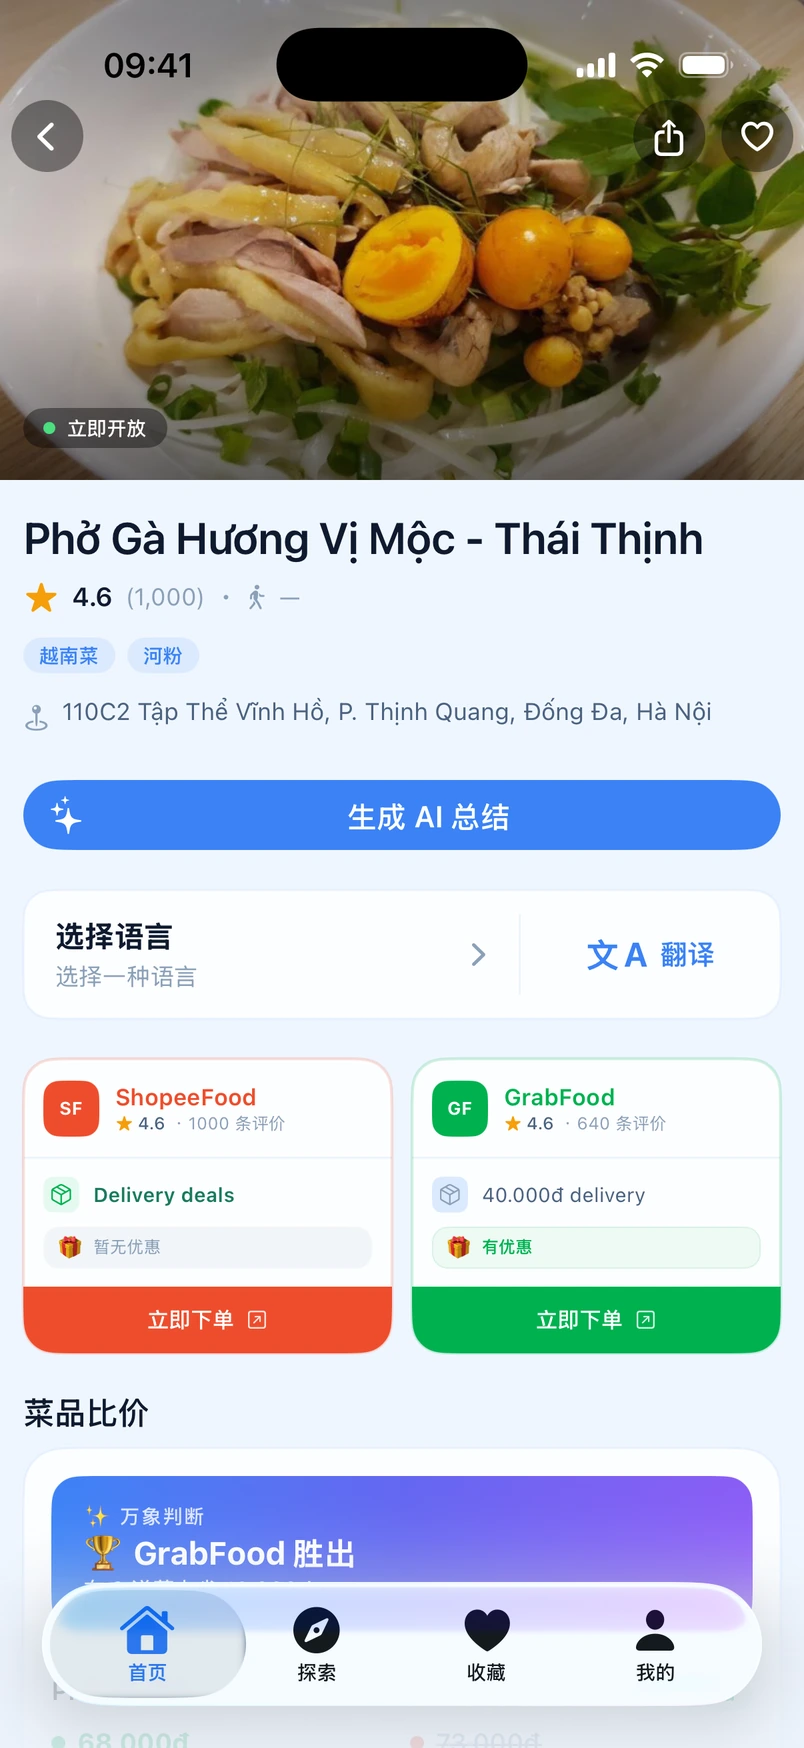 09:41
立即开放
Phở Gà Hương Vị Mộc - Thái Thịnh
4.6 (1,000) · —
越南菜 河粉
110C2 Tập Thể Vĩnh Hồ, P. Thịnh Quang, Đống Đa, Hà Nội
生成 AI 总结
选择语言
选择一种语言
文A 翻译
SF ShopeeFood
4.6 · 1000 条评价
Delivery deals
暂无优惠
立即下单
GF GrabFood
4.6 · 640 条评价
40.000đ delivery
有优惠
立即下单
菜品比价
万象判断
GrabFood 胜出
首页 探索 收藏 我的
68.000đ 73.000đ